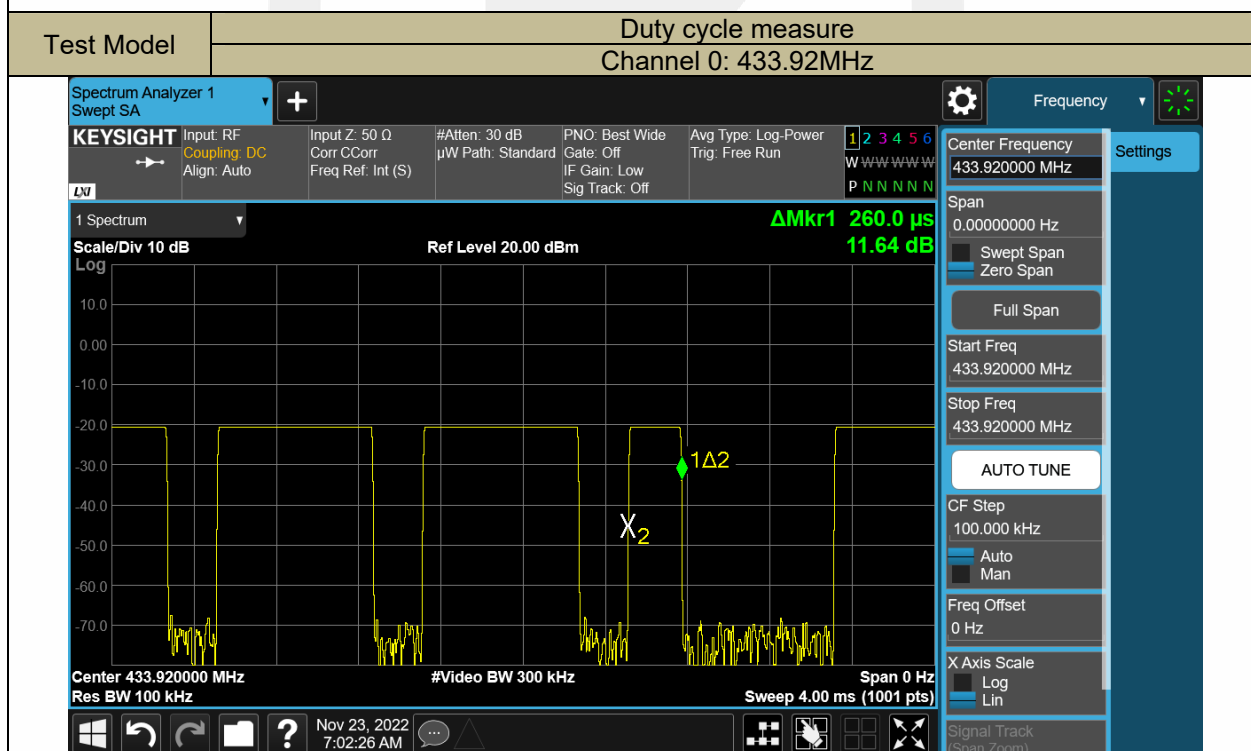 Test Model
Duty cycle measure
Channel 0: 433.92MHz
Spectrum Analyzer 1
Swept SA
Frequency
KEYSIGHT
LXI
Input: RF
Coupling: DC
Align: Auto
Input Z: 50 Ω
Corr CCorr
Freq Ref: Int (S)
#Atten: 30 dB
µW Path: Standard
PNO: Best Wide
Gate: Off
IF Gain: Low
Sig Track: Off
Avg Type: Log-Power
Trig: Free Run
1 2 3 4 5 6
W W W W W W
P N N N N N
Center Frequency
433.920000 MHz
Settings
Span
0.00000000 Hz
Swept Span
Zero Span
Full Span
Start Freq
433.920000 MHz
Stop Freq
433.920000 MHz
AUTO TUNE
CF Step
100.000 kHz
Auto
Man
Freq Offset
0 Hz
X Axis Scale
Log
Lin
Signal Track
(Span Zoom)
1 Spectrum
Scale/Div 10 dB
Ref Level 20.00 dBm
ΔMkr1 260.0 µs
11.64 dB
Log
10.0
0.00
-10.0
-20.0
-30.0
-40.0
-50.0
-60.0
-70.0
1Δ2
X2
Center 433.920000 MHz
#Video BW 300 kHz
Span 0 Hz
Res BW 100 kHz
Sweep 4.00 ms (1001 pts)
?
Nov 23, 2022
7:02:26 AM